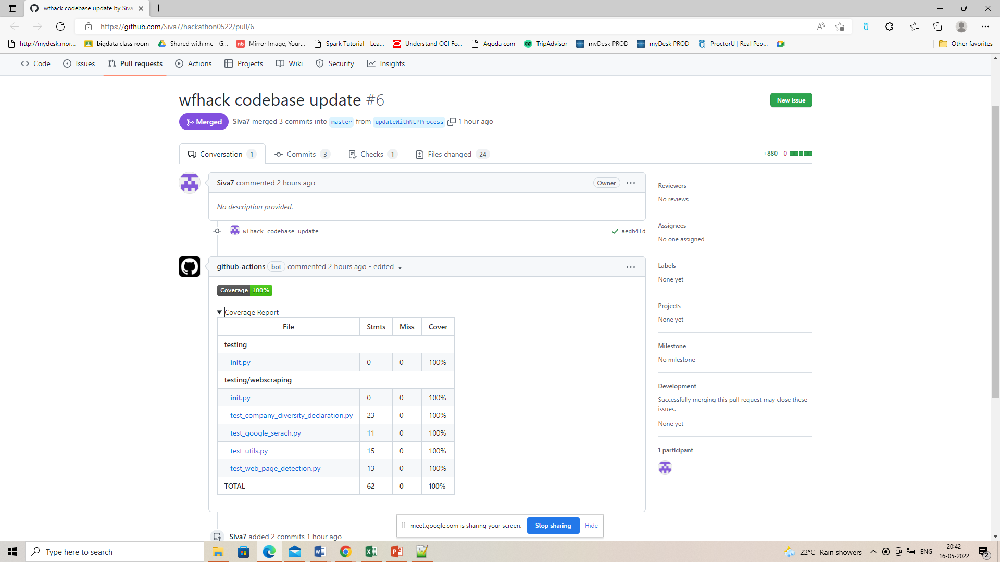 wfhack codebase update by Siva
https://github.com/Siva7/hackathon0522/pull/6
http://mydesk.mor... bigdata class room Shared with me - G... Mirror Image, Your... Spark Tutorial - Lea... Understand OCI Fo... Agoda com TripAdvisor myDesk PROD myDesk PROD ProctorU | Real Peo... Other favorites
Code Issues Pull requests Actions Projects Wiki Security Insights
wfhack codebase update #6 New issue
Merged Siva7 merged 3 commits into master from updateWithNLPProcess 1 hour ago
Conversation 1 Commits 3 Checks 1 Files changed 24 +880 −0
Siva7 commented 2 hours ago Owner ...
No description provided.
wfhack codebase update aedb4fd
github-actions bot commented 2 hours ago • edited ...
Coverage 100%
Coverage Report
File Stmts Miss Cover
testing
init.py 0 0 100%
testing/webscraping
init.py 0 0 100%
test_company_diversity_declaration.py 23 0 100%
test_google_serach.py 11 0 100%
test_utils.py 15 0 100%
test_web_page_detection.py 13 0 100%
TOTAL 62 0 100%
Siva7 added 2 commits 1 hour ago
Reviewers
No reviews
Assignees
No one assigned
Labels
None yet
Projects
None yet
Milestone
No milestone
Development
Successfully merging this pull request may close these
issues.
None yet
1 participant
meet.google.com is sharing your screen. Stop sharing Hide
Type here to search
22°C Rain showers ENG
20:42
16-05-2022
2